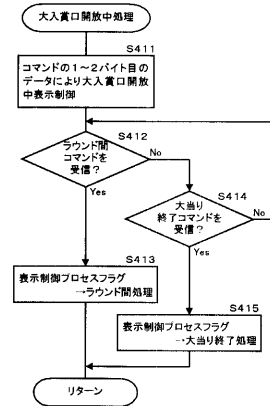 大入賞口開放中処理
S411
コマンドの１～２バイト目の
データにより大入賞口開放
中表示制御
S412
ラウンド間
コマンドを
受信？
No
Yes
S414
大当り
終了コマンドを
受信？
No
Yes
S413
表示制御プロセスフラグ
→ラウンド間処理
S415
表示制御プロセスフラグ
→大当り終了処理
リターン